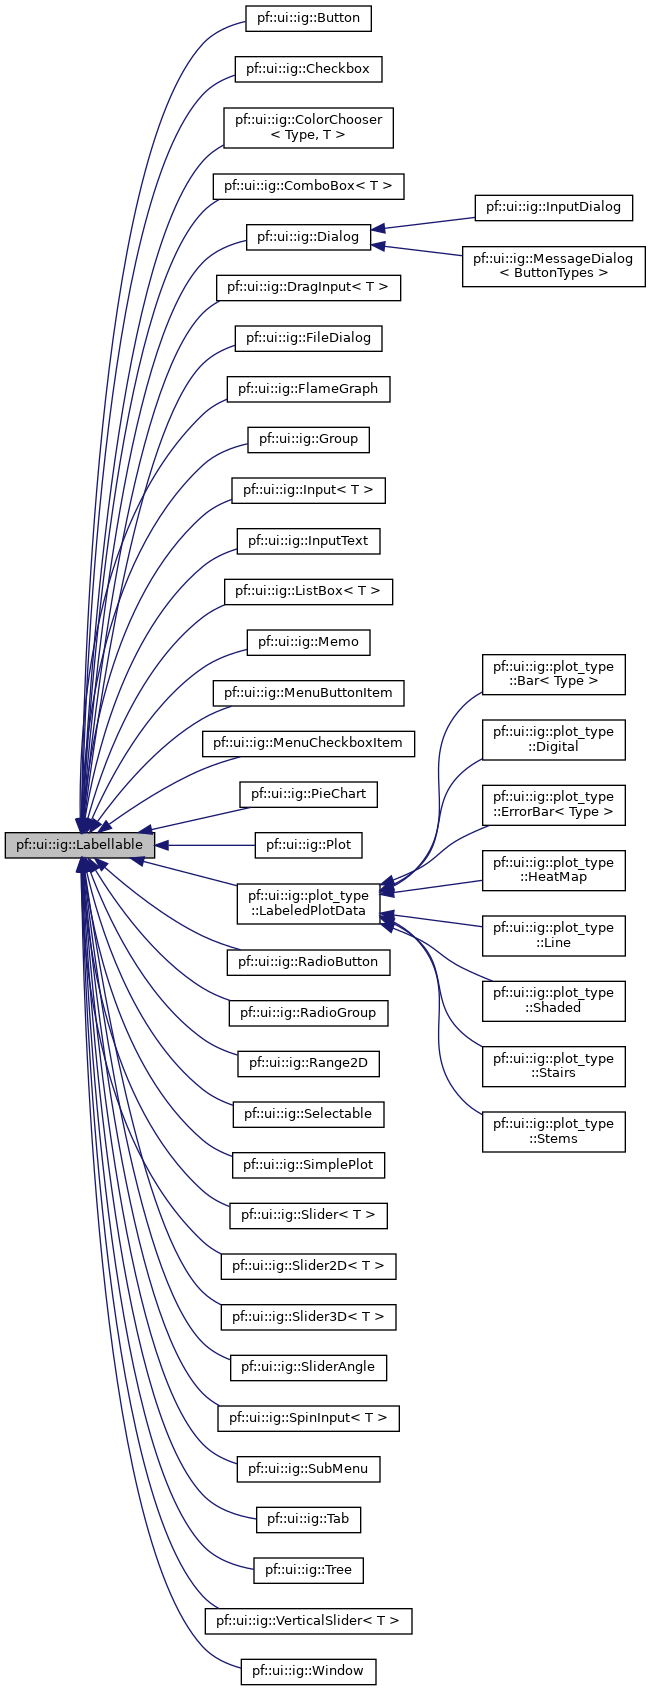 pf::ui::ig::Button
pf::ui::ig::Checkbox
pf::ui::ig::ColorChooser
< Type, T >
pf::ui::ig::ComboBox< T >
pf::ui::ig::Dialog
pf::ui::ig::InputDialog
pf::ui::ig::MessageDialog
< ButtonTypes >
pf::ui::ig::DragInput< T >
pf::ui::ig::FileDialog
pf::ui::ig::FlameGraph
pf::ui::ig::Group
pf::ui::ig::Input< T >
pf::ui::ig::InputText
pf::ui::ig::ListBox< T >
pf::ui::ig::Memo
pf::ui::ig::MenuButtonItem
pf::ui::ig::MenuCheckboxItem
pf::ui::ig::PieChart
pf::ui::ig::Labellable
pf::ui::ig::Plot
pf::ui::ig::plot_type
::LabeledPlotData
pf::ui::ig::plot_type
::Bar< Type >
pf::ui::ig::plot_type
::Digital
pf::ui::ig::plot_type
::ErrorBar< Type >
pf::ui::ig::plot_type
::HeatMap
pf::ui::ig::plot_type
::Line
pf::ui::ig::plot_type
::Shaded
pf::ui::ig::plot_type
::Stairs
pf::ui::ig::plot_type
::Stems
pf::ui::ig::RadioButton
pf::ui::ig::RadioGroup
pf::ui::ig::Range2D
pf::ui::ig::Selectable
pf::ui::ig::SimplePlot
pf::ui::ig::Slider< T >
pf::ui::ig::Slider2D< T >
pf::ui::ig::Slider3D< T >
pf::ui::ig::SliderAngle
pf::ui::ig::SpinInput< T >
pf::ui::ig::SubMenu
pf::ui::ig::Tab
pf::ui::ig::Tree
pf::ui::ig::VerticalSlider< T >
pf::ui::ig::Window